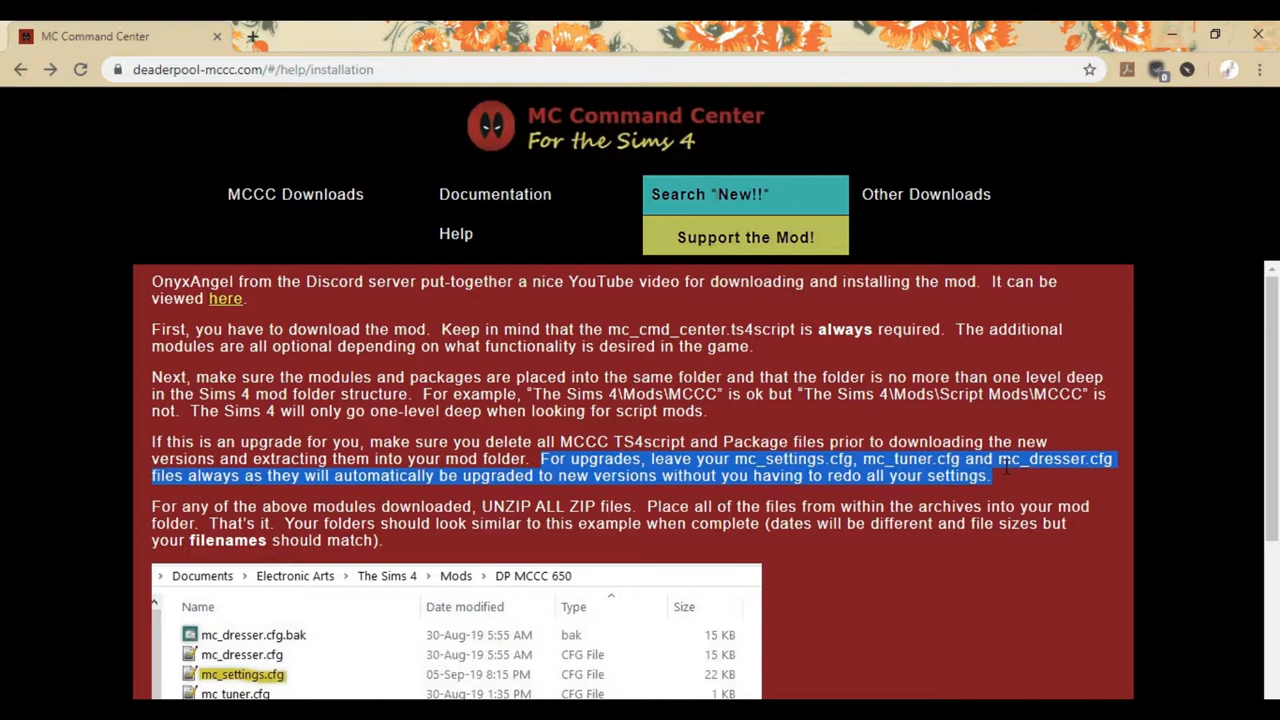 MC Command Center
deaderpool-mccc.com/#/help/installation
0
MC Command Center
For the Sims 4
MCCC Downloads
Documentation
Search "New!!"
Other Downloads
Help
Support the Mod!
OnyxAngel from the Discord server put-together a nice YouTube video for downloading and installing the mod. It can be
viewed here.
First, you have to download the mod. Keep in mind that the mc_cmd_center.ts4script is always required. The additional
modules are all optional depending on what functionality is desired in the game.
Next, make sure the modules and packages are placed into the same folder and that the folder is no more than one level deep
in the Sims 4 mod folder structure. For example, "The Sims 4\Mods\MCCC" is ok but "The Sims 4\Mods\Script Mods\MCCC" is
not. The Sims 4 will only go one-level deep when looking for script mods.
If this is an upgrade for you, make sure you delete all MCCC TS4script and Package files prior to downloading the new
versions and extracting them into your mod folder. For upgrades, leave your mc_settings.cfg, mc_tuner.cfg and mc_dresser.cfg
files always as they will automatically be upgraded to new versions without you having to redo all your settings.
For any of the above modules downloaded, UNZIP ALL ZIP files. Place all of the files from within the archives into your mod
folder. That's it. Your folders should look similar to this example when complete (dates will be different and file sizes but
your filenames should match).
Documents > Electronic Arts > The Sims 4 > Mods > DP MCCC 650
Name Date modified Type Size
mc_dresser.cfg.bak 30-Aug-19 5:55 AM bak 15 KB
mc_dresser.cfg 30-Aug-19 5:55 AM CFG File 15 KB
mc_settings.cfg 05-Sep-19 8:15 PM CFG File 22 KB
mc_tuner.cfg 30-Aug-19 1:35 PM CFG File 1 KB